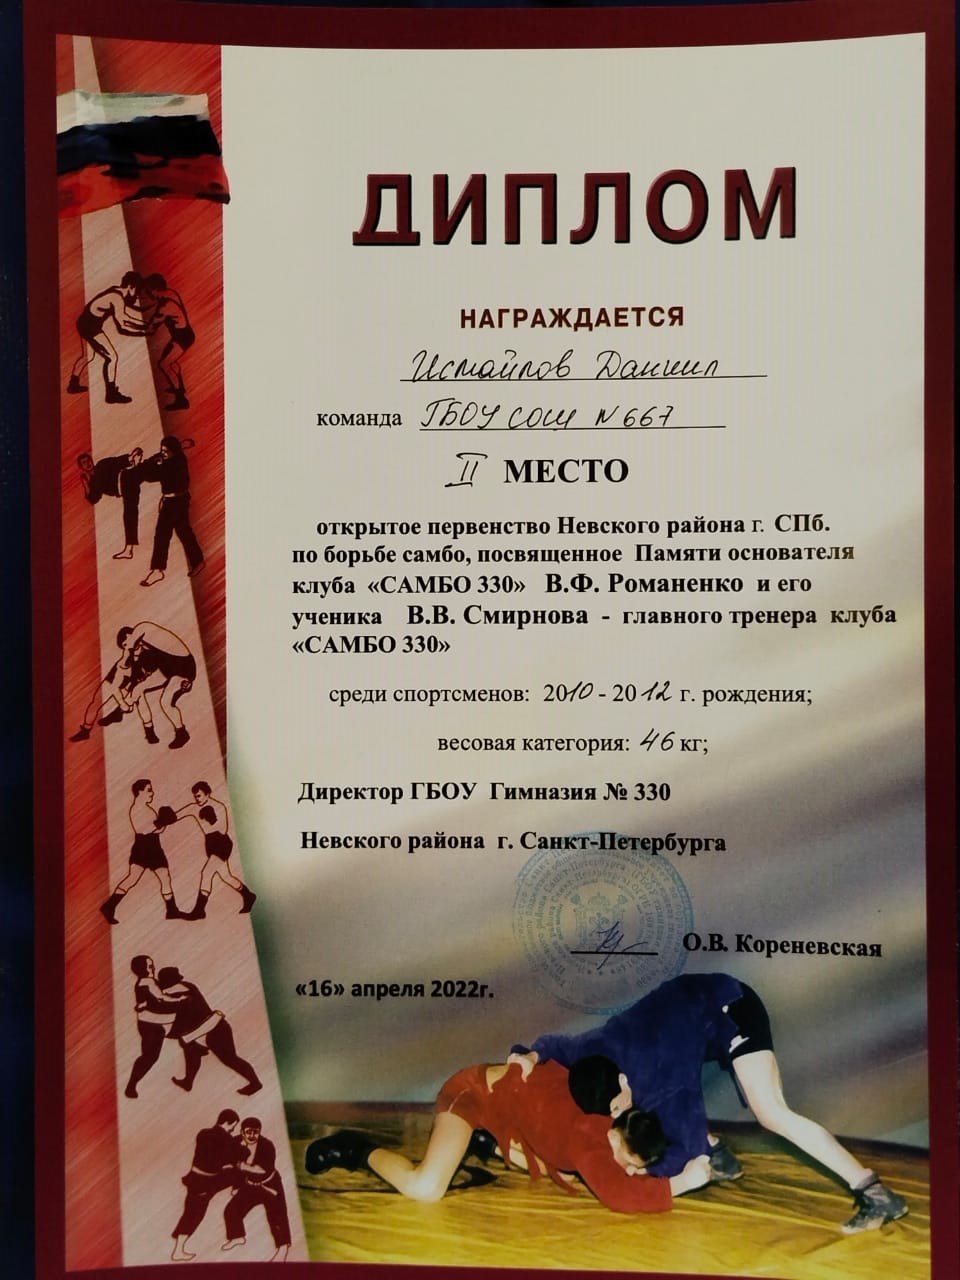 ДИПЛОМ
НАГРАЖДАЕТСЯ
Исмайлов Даниил
команда ГБОУ СОШ N 667
II МЕСТО
открытое первенство Невского района г. СПб.
по борьбе самбо, посвященное Памяти основателя
клуба «САМБО 330» В.Ф. Романенко и его
ученика В.В. Смирнова - главного тренера клуба
«САМБО 330»
среди спортсменов: 2010 - 2012 г. рождения;
весовая категория: 46 кг;
Директор ГБОУ Гимназия № 330
Невского района г. Санкт-Петербурга
О.В. Кореневская
«16» апреля 2022г.